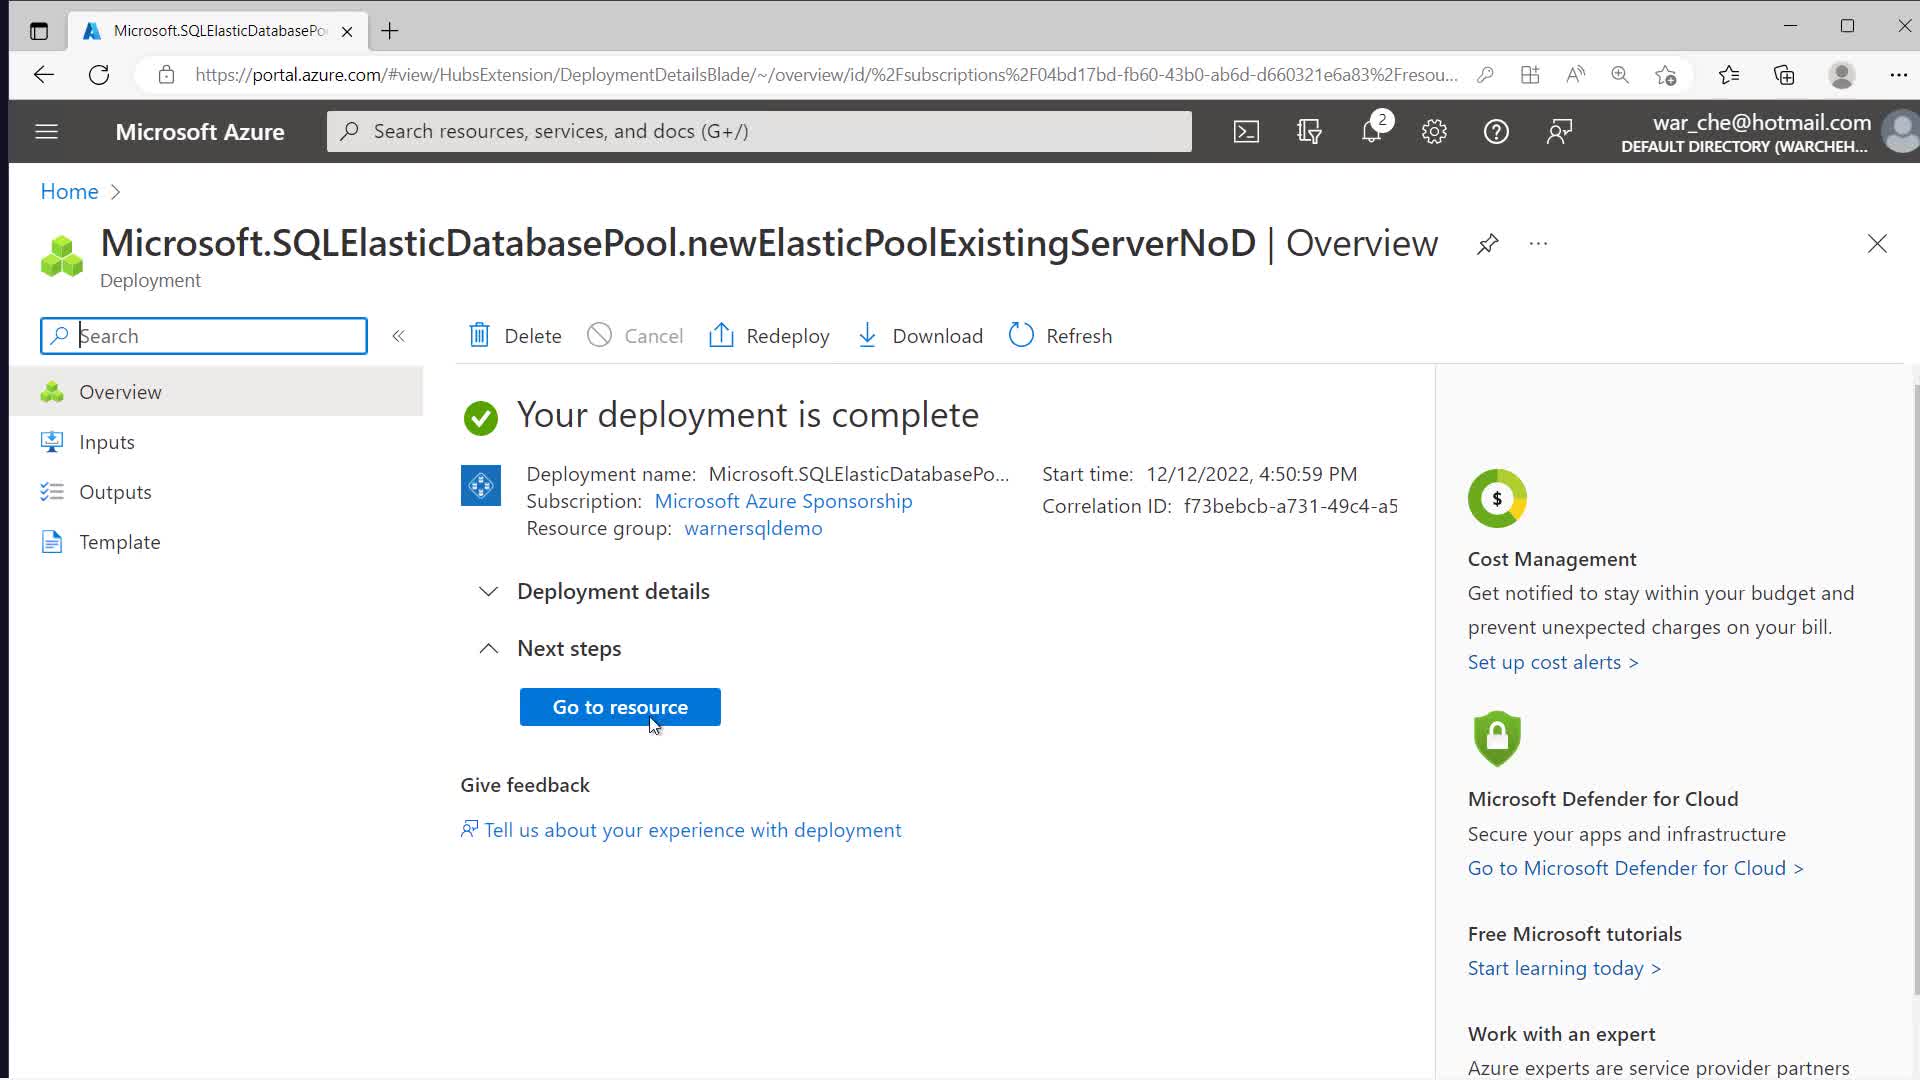 Microsoft.SQLElasticDatabasePo
https://portal.azure.com/#view/HubsExtension/DeploymentDetailsBlade/~/overview/id/%2Fsubscriptions%2F04bd17bd-fb60-43b0-ab6d-d660321e6a83%2Fresou...
Microsoft Azure
Search resources, services, and docs (G+/)
2
war_che@hotmail.com
DEFAULT DIRECTORY (WARCHEH...
Home >
Microsoft.SQLElasticDatabasePool.newElasticPoolExistingServerNoD | Overview
Deployment
Search
Delete
Cancel
Redeploy
Download
Refresh
Overview
Inputs
Outputs
Template
Your deployment is complete
Deployment name: Microsoft.SQLElasticDatabasePo...
Subscription: Microsoft Azure Sponsorship
Resource group: warnersqldemo
Start time: 12/12/2022, 4:50:59 PM
Correlation ID: f73bebcb-a731-49c4-a5
Deployment details
Next steps
Go to resource
Give feedback
Tell us about your experience with deployment
$
Cost Management
Get notified to stay within your budget and
prevent unexpected charges on your bill.
Set up cost alerts >
Microsoft Defender for Cloud
Secure your apps and infrastructure
Go to Microsoft Defender for Cloud >
Free Microsoft tutorials
Start learning today >
Work with an expert
Azure experts are service provider partners